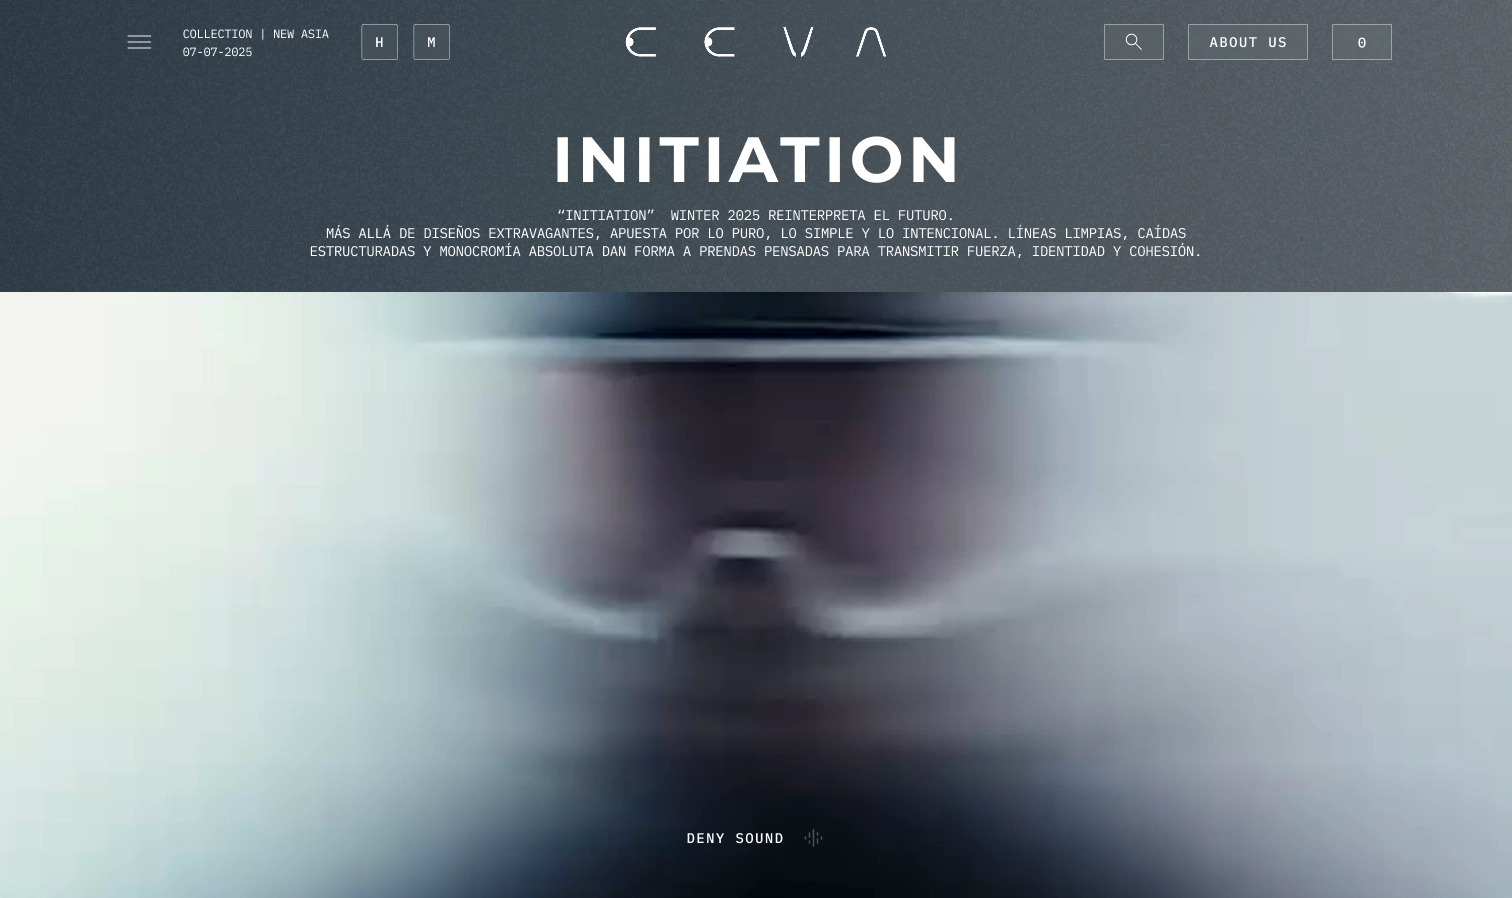 COLLECTION | NEW ASIA
07-07-2025
H
M
CEVA
ABOUT US
0
INITIATION
“INITIATION” WINTER 2025 REINTERPRETA EL FUTURO.
MÁS ALLÁ DE DISEÑOS EXTRAVAGANTES, APUESTA POR LO PURO, LO SIMPLE Y LO INTENCIONAL. LÍNEAS LIMPIAS, CAÍDAS
ESTRUCTURADAS Y MONOCROMÍA ABSOLUTA DAN FORMA A PRENDAS PENSADAS PARA TRANSMITIR FUERZA, IDENTIDAD Y COHESIÓN.
DENY SOUND